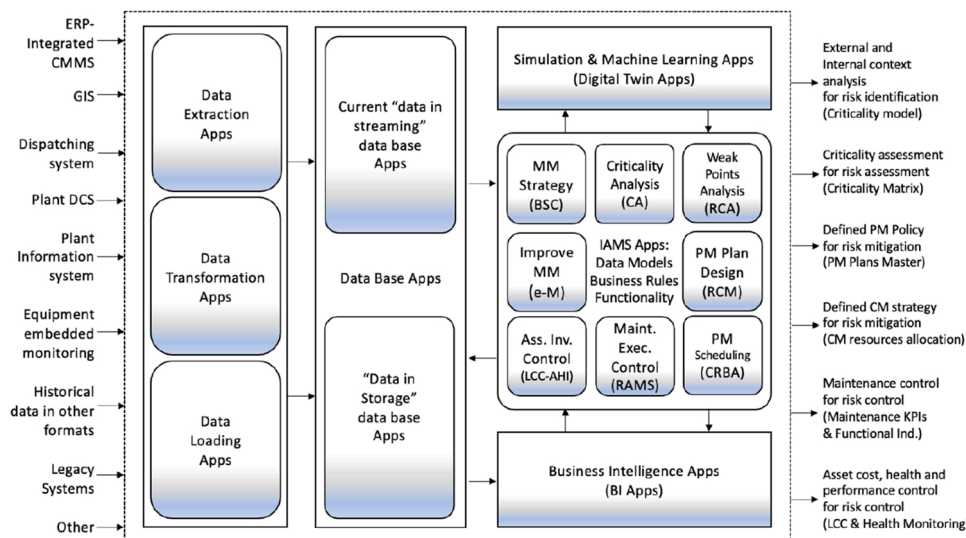 ERP-
Integrated
CMMS
GIS
Dispatching
system
Plant DCS
Plant
Information
system
Equipment
embedded
monitoring
Historical
data in other
formats
Legacy
Systems
Other
Data
Extraction
Apps
Data
Transformation
Apps
Data
Loading
Apps
Current “data in
streaming”
data base
Apps
Data Base Apps
“Data in
Storage”
data base
Apps
Simulation & Machine Learning Apps
(Digital Twin Apps)
MM
Strategy
(BSC)
Criticality
Analysis
(CA)
Weak
Points
Analysis
(RCA)
Improve
MM
(e-M)
IAMS Apps:
Data Models
Business Rules
Functionality
PM Plan
Design
(RCM)
Ass. Inv.
Control
(LCC-AHI)
Maint.
Exec.
Control
(RAMS)
PM
Scheduling
(CRBA)
Business Intelligence Apps
(BI Apps)
External and
Internal context
analysis
for risk identification
(Criticality model)
Criticality assessment
for risk assessment
(Criticality Matrix)
Defined PM Policy
for risk mitigation
(PM Plans Master)
Defined CM strategy
for risk mitigation
(CM resources allocation)
Maintenance control
for risk control
(Maintenance KPIs
& Functional Ind.)
Asset cost, health and
performance control
for risk control
(LCC & Health Monitoring